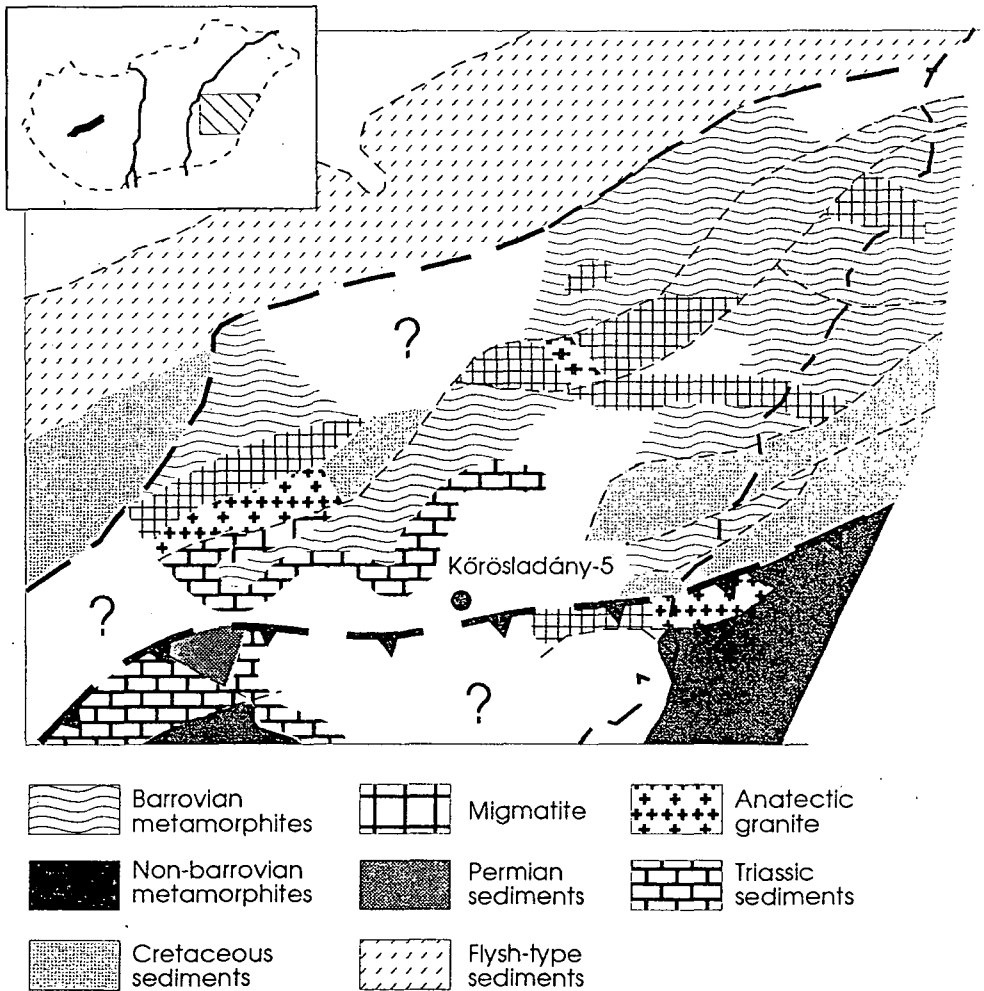 ?
?
Kőrösladány-5
?
?
Barrovian
metamorphites
Migmatite
Anatectic
granite
Non-barrovian
metamorphites
Permian
sediments
Triassic
sediments
Cretaceous
sediments
Flysh-type
sediments